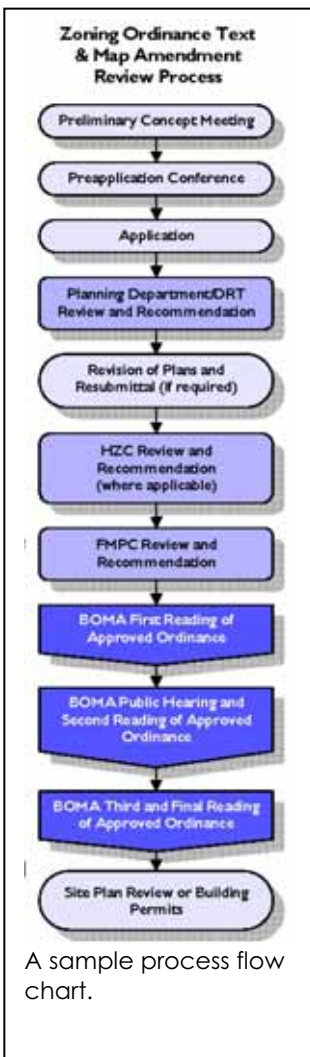 Zoning Ordinance Text
& Map Amendment
Review Process
Preliminary Concept Meeting
Preapplication Conference
Application
Planning Department/DRT
Review and Recommendation
Revision of Plans and
Resubmittal (if required)
HZC Review and
Recommendation
(where applicable)
FMPC Review and
Recommendation
BOMA First Reading of
Approved Ordinance
BOMA Public Hearing and
Second Reading of Approved
Ordinance
BOMA Third and Final Reading
of Approved Ordinance
Site Plan Review or Building
Permits
A sample process flow
chart.